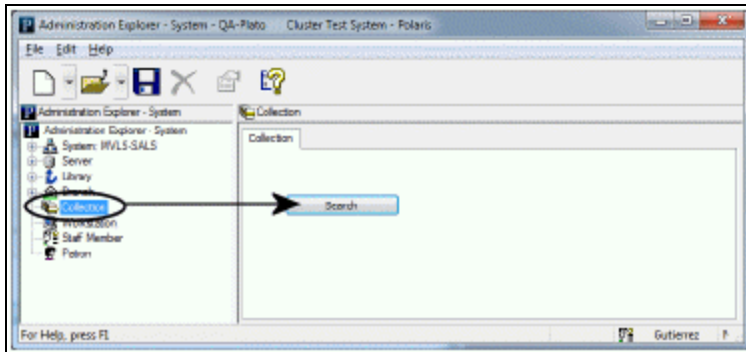 Administration Explorer - System - QA-Plato Cluster Test System - Polaris
File Edit Help
Administration Explorer - System
Collection
Administration Explorer - System
System: MVLS-SALS
Server
Library
Branch
Collection
Workstation
Staff Member
Patron
Collection
Search
For Help, press F1
Gutierrez